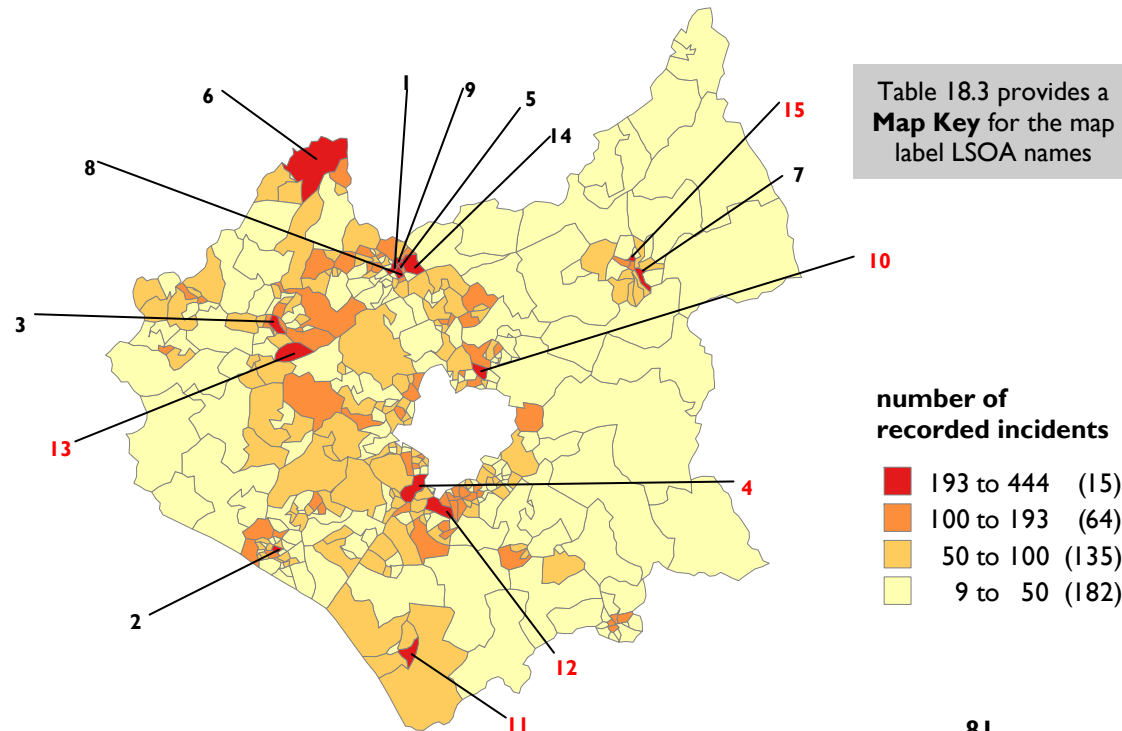 1
9
5
6
14
15
8
7
Table 18.3 provides a
Map Key for the map
label LSOA names
10
3
number of
recorded incidents
13
193 to 444 (15)
4
100 to 193 (64)
50 to 100 (135)
9 to 50 (182)
2
12
11
81